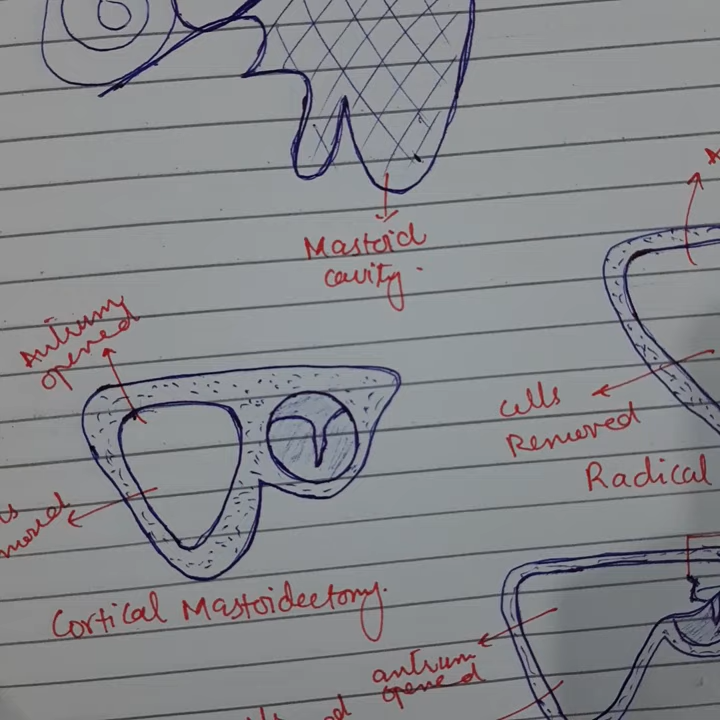 Mastoid
cavity.
Antrum
opened
cells
Removed
Radical
Cortical Mastoidectomy.
antrum
opened